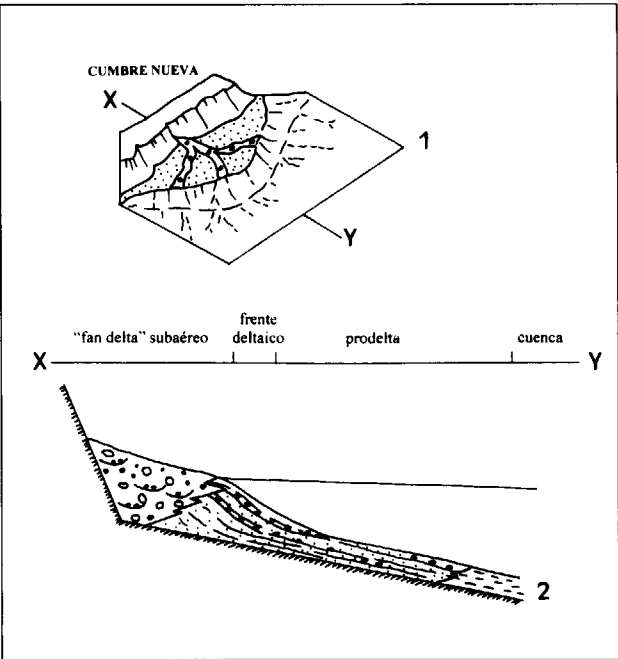 CUMBRE NUEVA
X
1
Y
"fan delta" subaéreo
frente
deltaico
prodelta
cuenca
X
Y
2